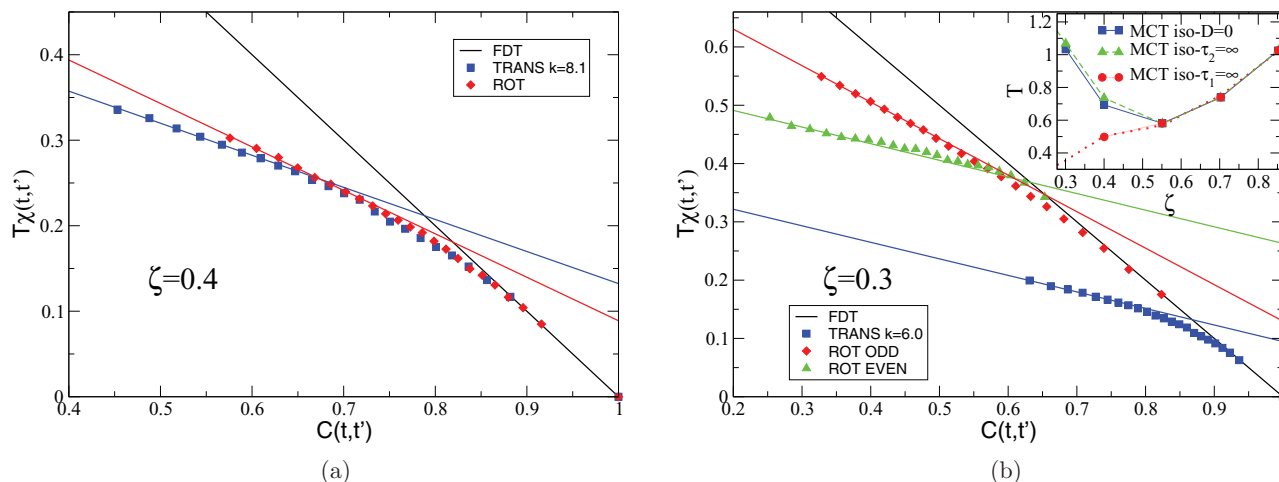 0.4
0.3
0.2
0.1
0
Tχ(t,t')
FDT
TRANS k=8.1
ROT
ζ=0.4
0.4 0.5 0.6 0.7 0.8 0.9 1
C(t,t')
(a)
0.6
0.5
0.4
0.3
0.2
0.1
0
Tχ(t,t')
1.2
1
0.8
0.6
0.4
T
MCT iso-D=0
MCT iso-τ₂=∞
MCT iso-τ₁=∞
0.3 0.4 0.5 0.6 0.7 0.8
ζ
ζ=0.3
FDT
TRANS k=6.0
ROT ODD
ROT EVEN
0.2 0.3 0.4 0.5 0.6 0.7 0.8 0.9
C(t,t')
(b)